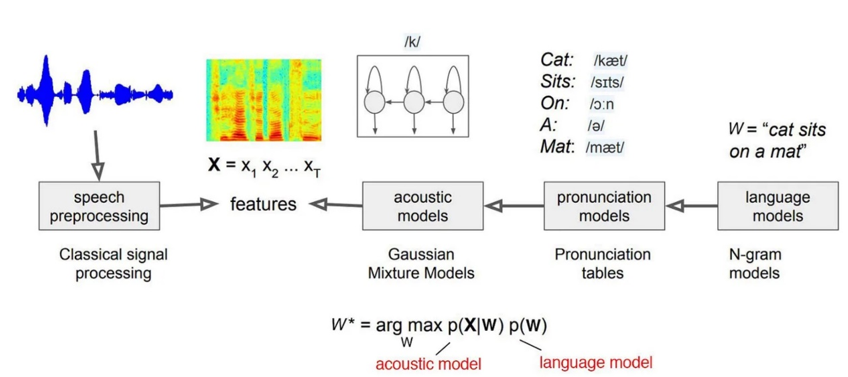 /k/
Cat: /kæt/
Sits: /sɪts/
On: /ɔːn
A: /ə/
Mat: /mæt/
W = “cat sits
on a mat”
X = x1 x2 ... xT
speech
preprocessing
features
acoustic
models
pronunciation
models
language
models
Classical signal
processing
Gaussian
Mixture Models
Pronunciation
tables
N-gram
models
W* = arg max p(X|W) p(W)
W
acoustic model
language model